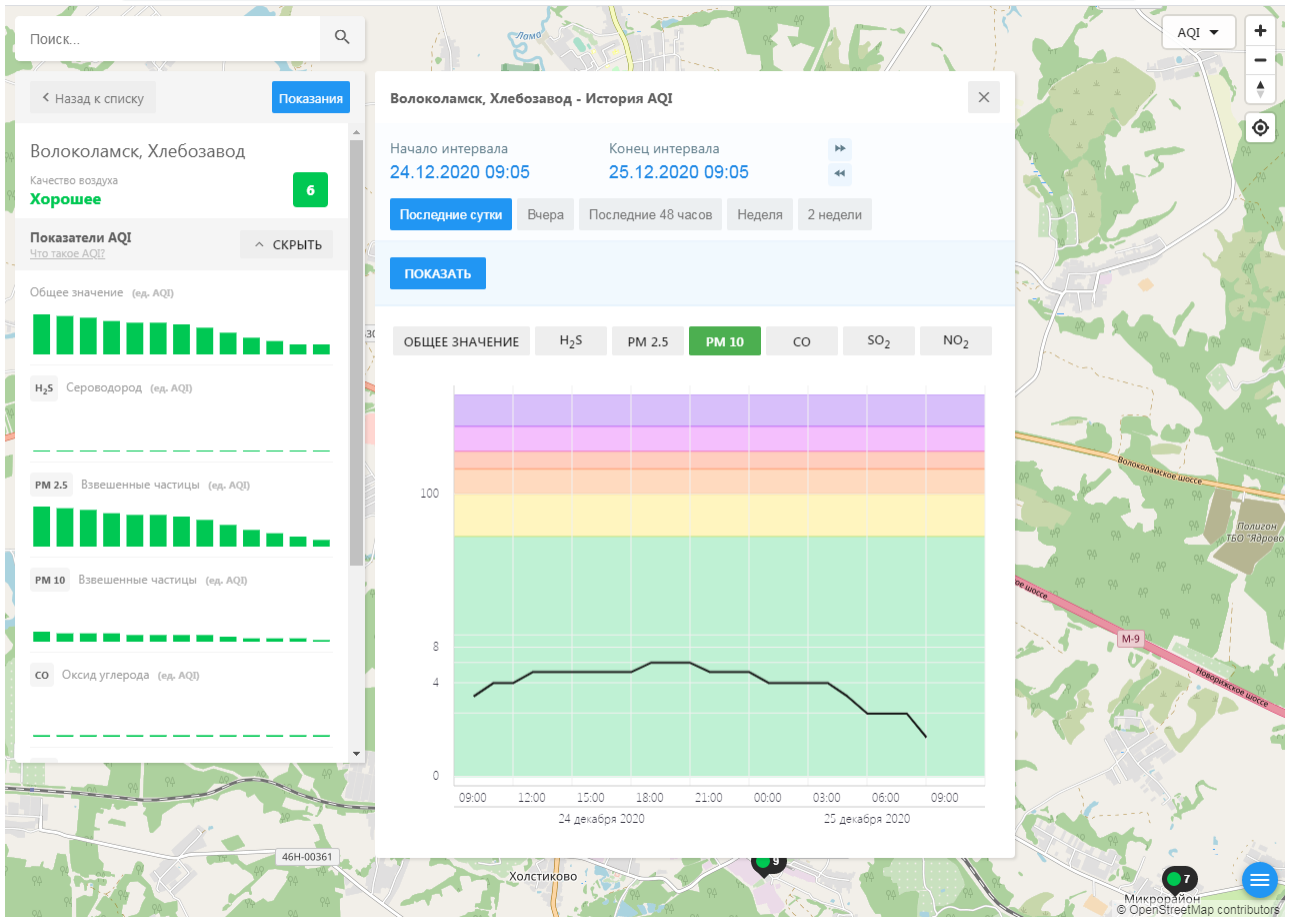 Поиск...
Ломо
AQI
Назад к списку
Показания
Волоколамск, Хлебозавод
Качество воздуха
Хорошее
6
Показатели AQI
Что такое AQI?
СКРЫТЬ
Общее значение (ед. AQI)
H2S Сероводород (ед. AQI)
PM 2.5 Взвешенные частицы (ед. AQI)
PM 10 Взвешенные частицы (ед. AQI)
CO Оксид углерода (ед. AQI)
Волоколамск, Хлебозавод - История AQI
Начало интервала
Конец интервала
24.12.2020 09:05
25.12.2020 09:05
Последние сутки
Вчера
Последние 48 часов
Неделя
2 недели
ПОКАЗАТЬ
ОБЩЕЕ ЗНАЧЕНИЕ
H2S
PM 2.5
PM 10
CO
SO2
NO2
100
8
4
0
09:00 12:00 15:00 18:00 21:00 00:00 03:00 06:00 09:00
24 декабря 2020 25 декабря 2020
Волоколамское шоссе
Полигон
ТБО "Ядрово
М-9
Новорижское шоссе
46Н-00361
Холстиково
9
7
Микрорайон
© OpenStreetMap contributors